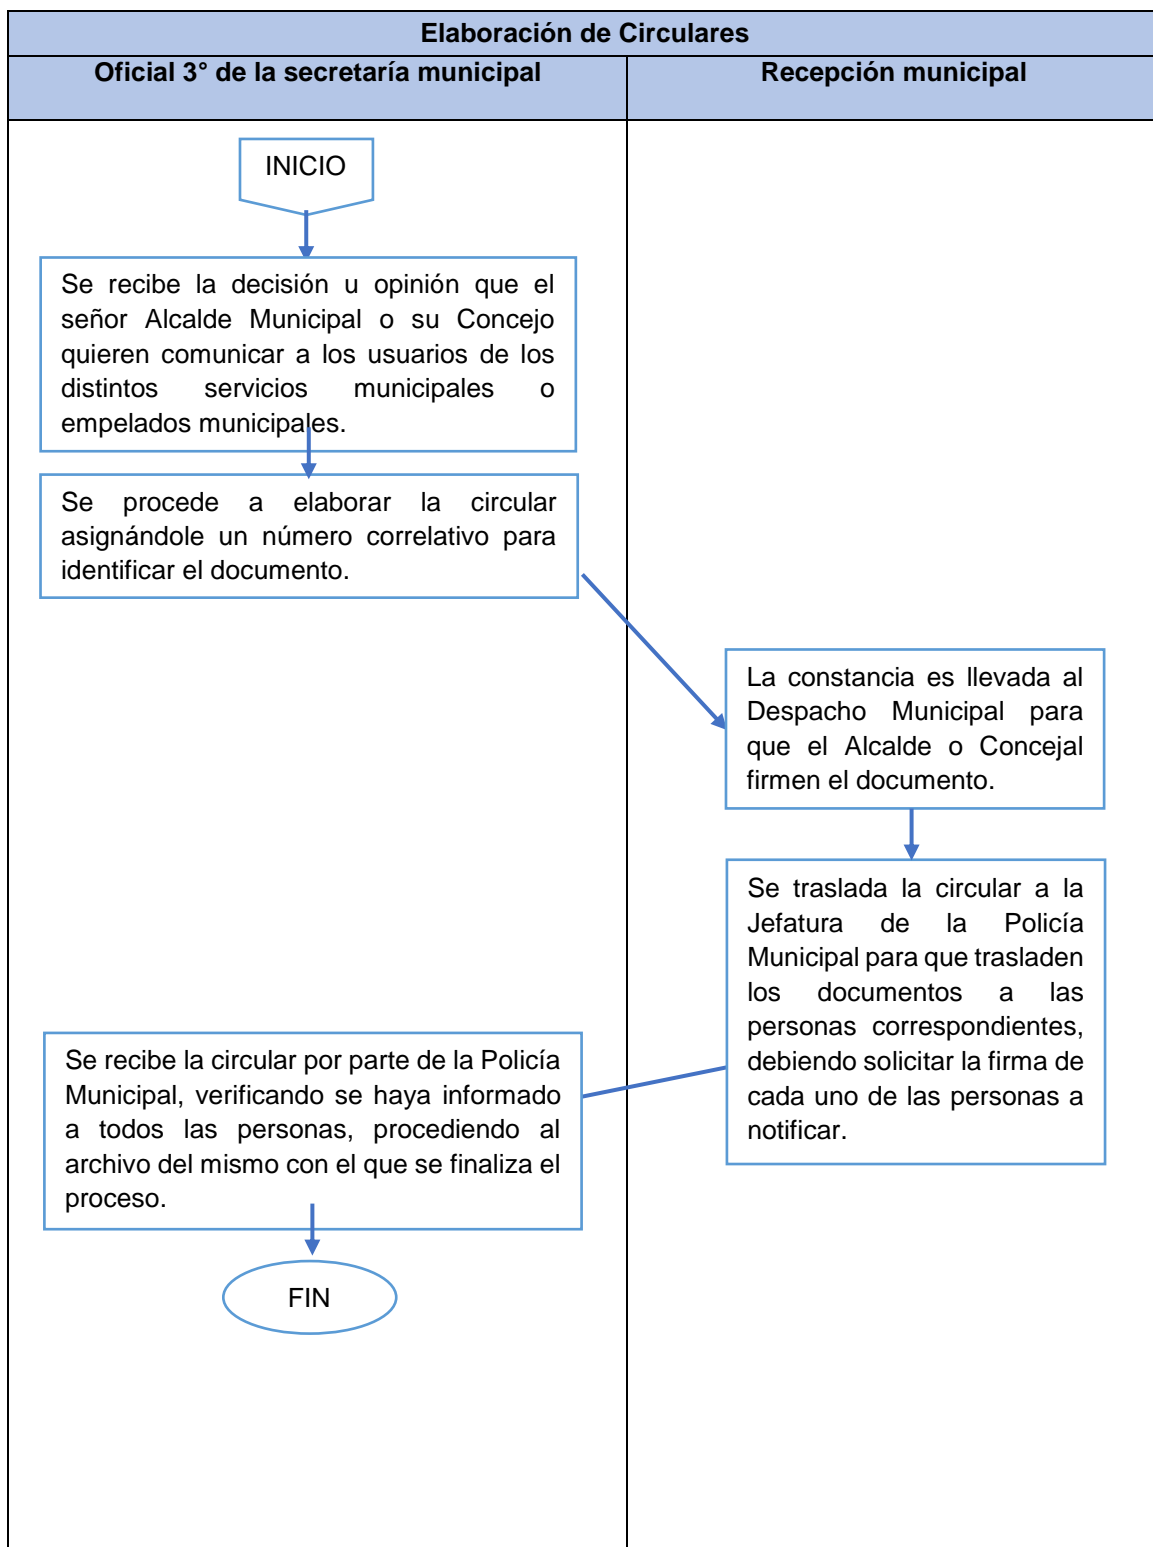 Elaboración de Circulares
Oficial 3° de la secretaría municipal
Recepción municipal
INICIO
Se recibe la decisión u opinión que el
señor Alcalde Municipal o su Concejo
quieren comunicar a los usuarios de los
distintos servicios municipales o
empelados municipales.
Se procede a elaborar la circular
asignándole un número correlativo para
identificar el documento.
La constancia es llevada al
Despacho Municipal para
que el Alcalde o Concejal
firmen el documento.
Se traslada la circular a la
Jefatura de la Policía
Municipal para que trasladen
los documentos a las
personas correspondientes,
debiendo solicitar la firma de
cada uno de las personas a
notificar.
Se recibe la circular por parte de la Policía
Municipal, verificando se haya informado
a todos las personas, procediendo al
archivo del mismo con el que se finaliza el
proceso.
FIN